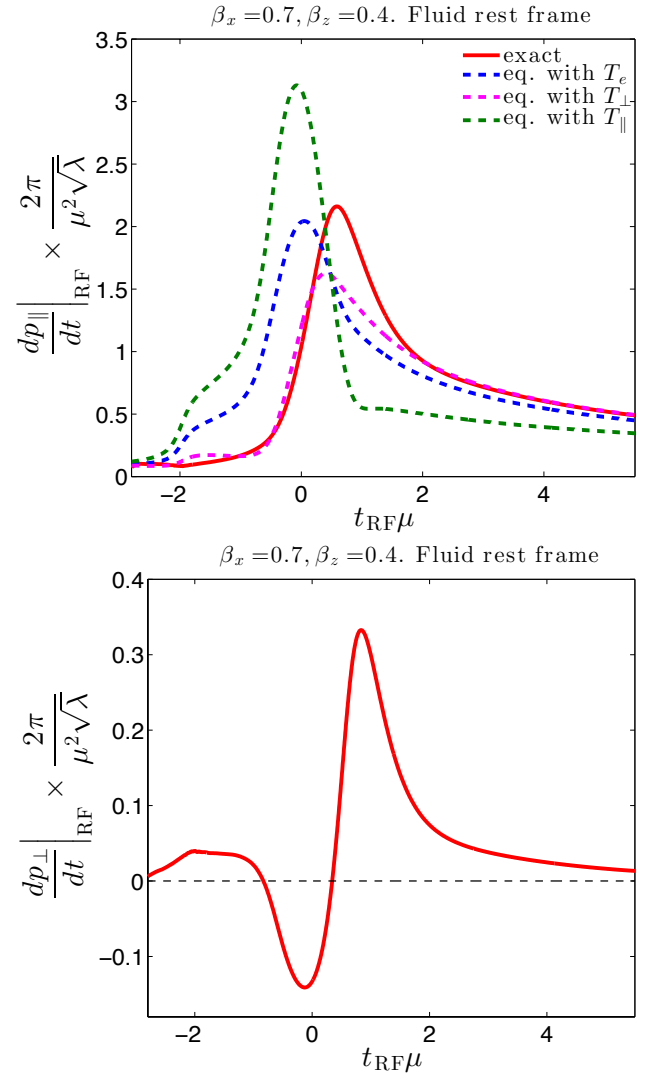 β_x =0.7, β_z =0.4. Fluid rest frame
3.5
3
2.5
2
1.5
1
0.5
0
exact
eq. with T_e
eq. with T_⊥
eq. with T_∥
dp_∥/dt |_RF × 2π/(μ²√λ)
−2
0
2
4
t_RF μ
β_x =0.7, β_z =0.4. Fluid rest frame
0.4
0.3
0.2
0.1
0
−0.1
dp_⊥/dt |_RF × 2π/(μ²√λ)
−2
0
2
4
t_RF μ